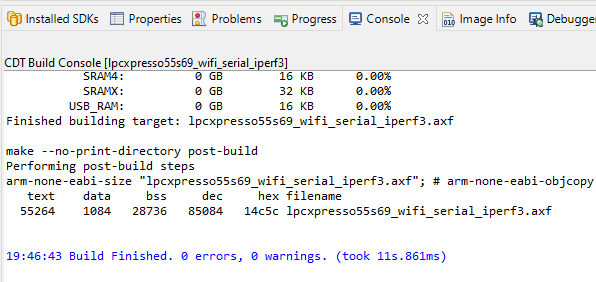 Installed SDKs Properties Problems Progress Console Image Info Debugger
CDT Build Console [lpcxpresso55s69_wifi_serial_iperf3]
SRAM4: 0 GB 16 KB 0.00%
SRAMX: 0 GB 32 KB 0.00%
USB_RAM: 0 GB 16 KB 0.00%
Finished building target: lpcxpresso55s69_wifi_serial_iperf3.axf
make --no-print-directory post-build
Performing post-build steps
arm-none-eabi-size "lpcxpresso55s69_wifi_serial_iperf3.axf"; # arm-none-eabi-objcopy
text data bss dec hex filename
55264 1084 28736 85084 14c5c lpcxpresso55s69_wifi_serial_iperf3.axf
19:46:43 Build Finished. 0 errors, 0 warnings. (took 11s.861ms)